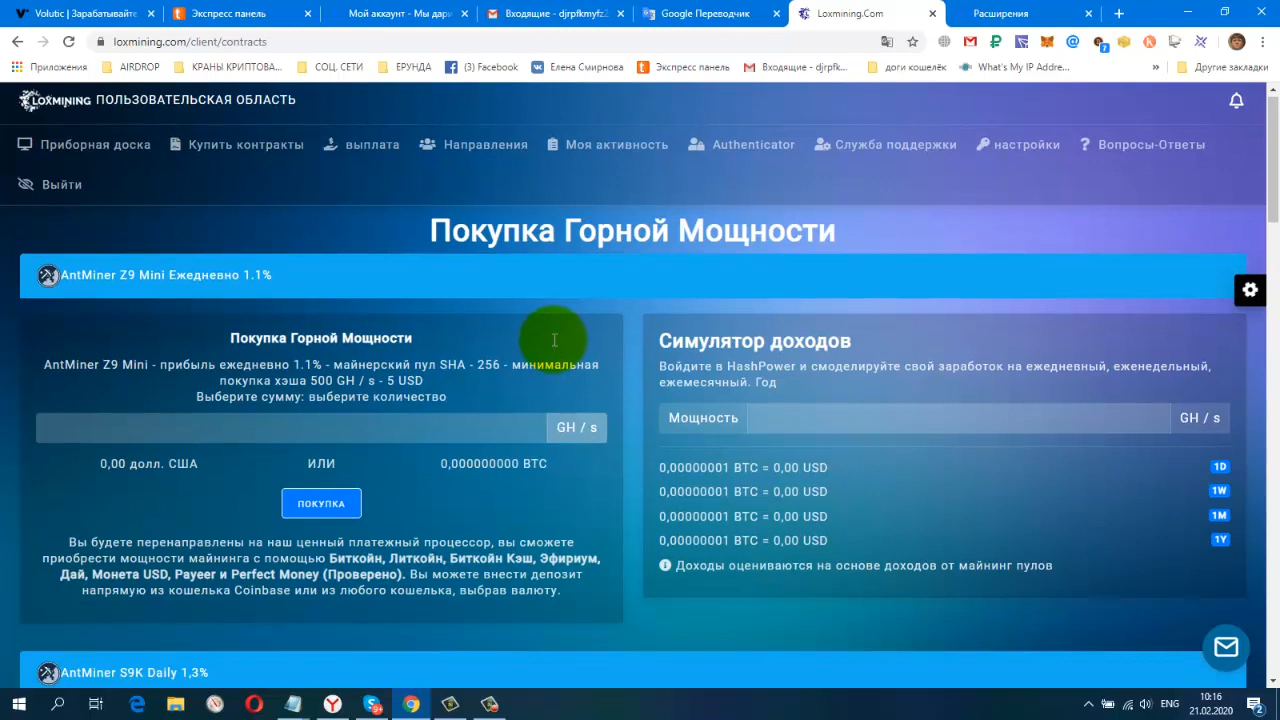 Volutic | Зарабатывайте
Экспресс панель
Мой аккаунт - Мы дари
Входящие - djrpfkmyfz2
Google Переводчик
Loxmining.Com
Расширения
loxmining.com/client/contracts
Приложения
AIRDROP
КРАНЫ КРИПТОВА...
СОЦ. СЕТИ
ЕРУНДА
(3) Facebook
Елена Смирнова
Экспресс панель
Входящие - djrpfk...
доги кошелёк
What's My IP Addre...
»
Другие закладки
LOXMINING ПОЛЬЗОВАТЕЛЬСКАЯ ОБЛАСТЬ
Приборная доска
Купить контракты
выплата
Направления
Моя активность
Authenticator
Служба поддержки
настройки
Вопросы-Ответы
Выйти
Покупка Горной Мощности
AntMiner Z9 Mini Ежедневно 1.1%
Покупка Горной Мощности
AntMiner Z9 Mini - прибыль ежедневно 1.1% - майнерский пул SHA - 256 - минимальная
покупка хэша 500 GH / s - 5 USD
Выберите сумму: выберите количество
GH / s
0,00 долл. США
ИЛИ
0,000000000 BTC
ПОКУПКА
Вы будете перенаправлены на наш ценный платежный процессор, вы сможете
приобрести мощности майнинга с помощью Биткойн, Литкойн, Биткойн Кэш, Эфириум,
Дай, Монета USD, Payeer и Perfect Money (Проверено). Вы можете внести депозит
напрямую из кошелька Coinbase или из любого кошелька, выбрав валюту.
Симулятор доходов
Войдите в HashPower и смоделируйте свой заработок на ежедневный, еженедельный,
ежемесячный. Год
Мощность
GH / s
0,00000001 BTC = 0,00 USD 1D
0,00000001 BTC = 0,00 USD 1W
0,00000001 BTC = 0,00 USD 1M
0,00000001 BTC = 0,00 USD 1Y
Доходы оцениваются на основе доходов от майнинг пулов
AntMiner S9K Daily 1,3%
ENG
10:16
21.02.2020